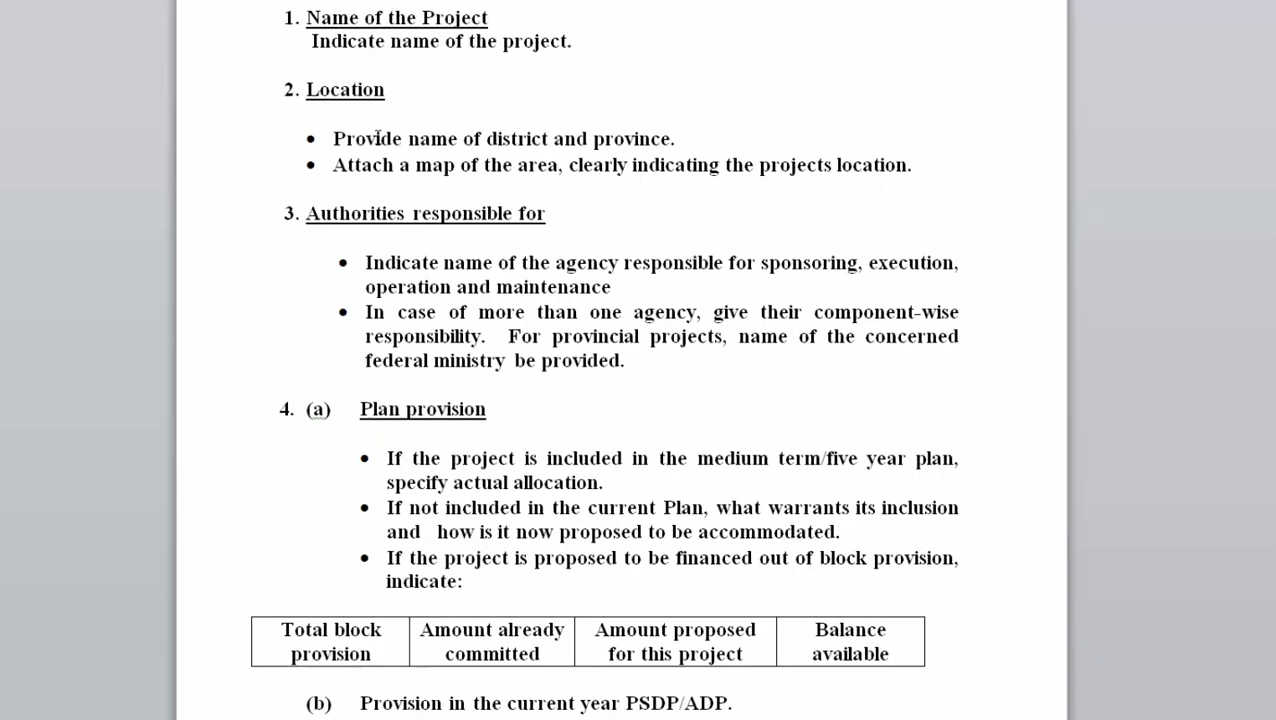 1. Name of the Project
Indicate name of the project.
2. Location
• Provide name of district and province.
• Attach a map of the area, clearly indicating the projects location.
3. Authorities responsible for
• Indicate name of the agency responsible for sponsoring, execution,
operation and maintenance
• In case of more than one agency, give their component-wise
responsibility. For provincial projects, name of the concerned
federal ministry be provided.
4. (a) Plan provision
• If the project is included in the medium term/five year plan,
specify actual allocation.
• If not included in the current Plan, what warrants its inclusion
and how is it now proposed to be accommodated.
• If the project is proposed to be financed out of block provision,
indicate:
Total block Amount already Amount proposed Balance
provision committed for this project available
(b) Provision in the current year PSDP/ADP.